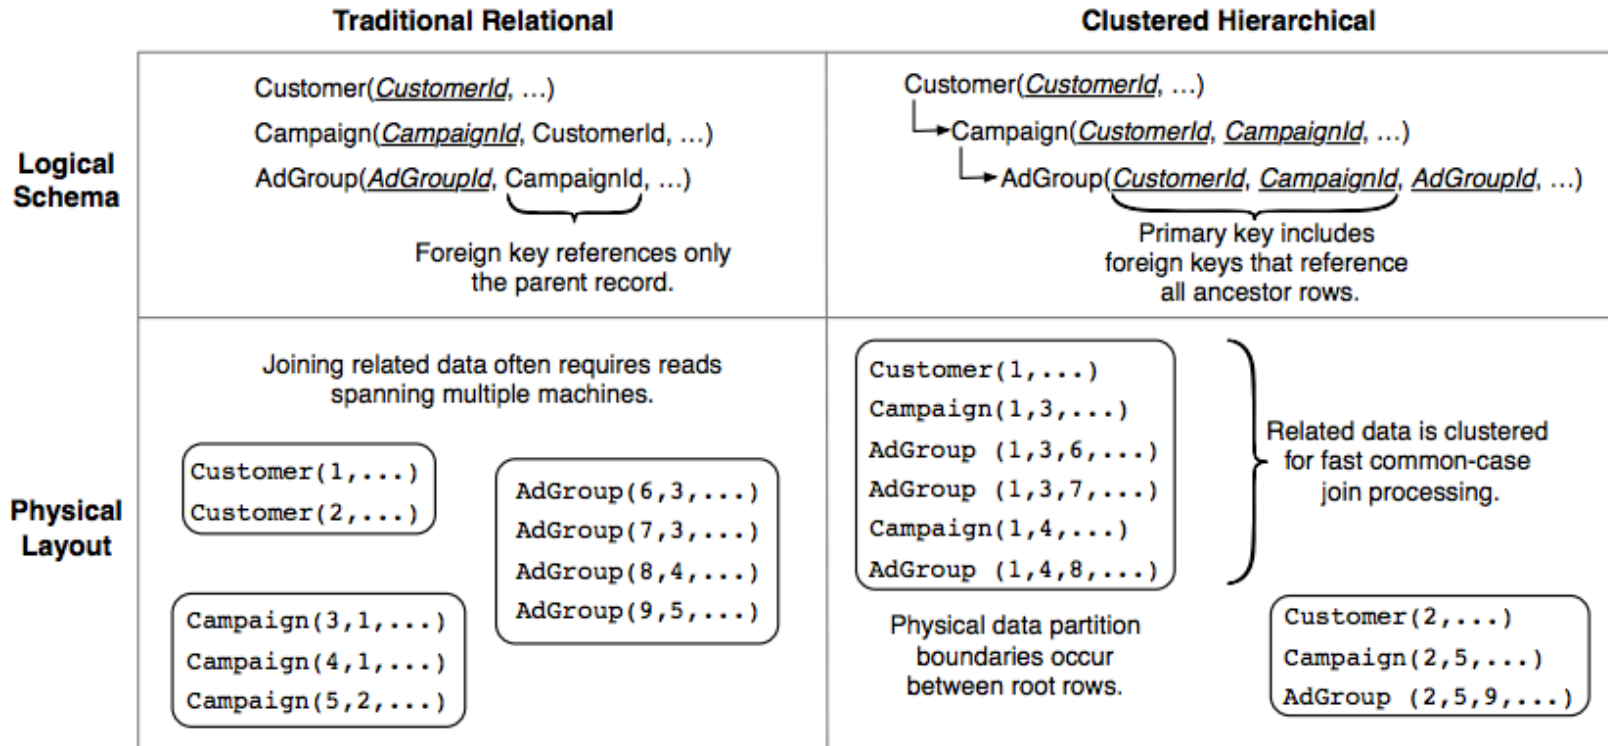 Traditional Relational
Clustered Hierarchical
Logical
Schema
Customer(CustomerId, …)
Campaign(CampaignId, CustomerId, …)
AdGroup(AdGroupId, CampaignId, …)
Foreign key references only
the parent record.
Customer(CustomerId, …)
Campaign(CustomerId, CampaignId, …)
AdGroup(CustomerId, CampaignId, AdGroupId, …)
Primary key includes
foreign keys that reference
all ancestor rows.
Physical
Layout
Joining related data often requires reads
spanning multiple machines.
Customer(1,...)
Customer(2,...)
AdGroup(6,3,...)
AdGroup(7,3,...)
AdGroup(8,4,...)
AdGroup(9,5,...)
Campaign(3,1,...)
Campaign(4,1,...)
Campaign(5,2,...)
Customer(1,...)
Campaign(1,3,...)
AdGroup (1,3,6,...)
AdGroup (1,3,7,...)
Campaign(1,4,...)
AdGroup (1,4,8,...)
Related data is clustered
for fast common-case
join processing.
Physical data partition
boundaries occur
between root rows.
Customer(2,...)
Campaign(2,5,...)
AdGroup (2,5,9,...)